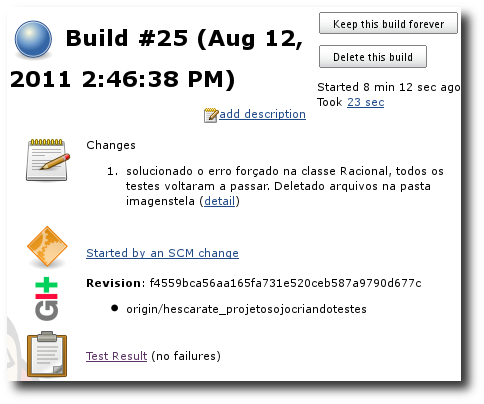 Build #25 (Aug 12,
2011 2:46:38 PM)
Keep this build forever
Delete this build
Started 8 min 12 sec ago
Took 23 sec
add description
Changes
1. solucionado o erro forçado na classe Racional, todos os
testes voltaram a passar. Deletado arquivos na pasta
imagenstela (detail)
Started by an SCM change
Git
Revision: f4559bca56aa165fa731e520ceb587a9790d677c
• origin/hescarate_projetosojocriandotestes
Test Result (no failures)